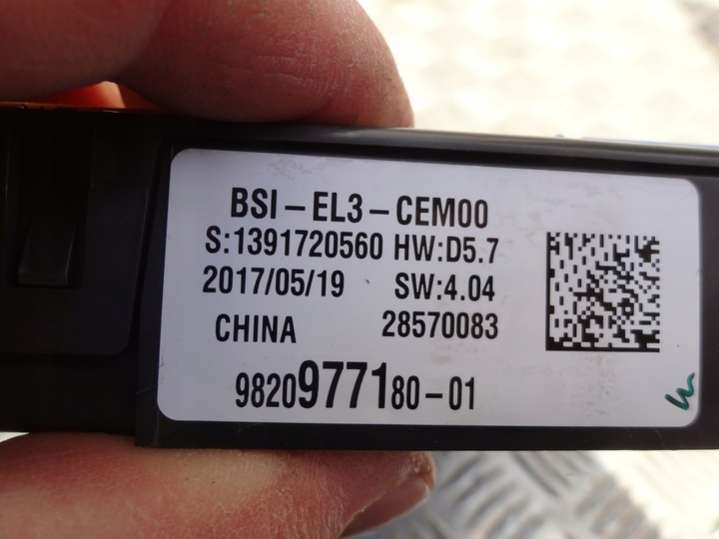 BSI-EL3-CEM00
S:1391720560 HW:D5.7
2017/05/19 SW:4.04
CHINA 28570083
9820977180-01